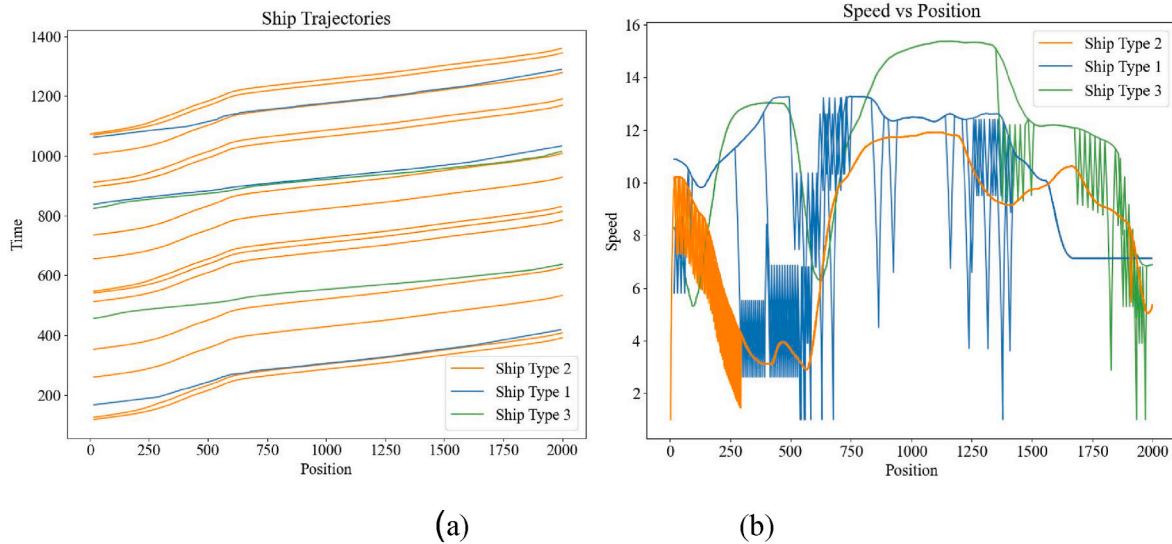 Ship Trajectories
1400
1200
1000
800
600
400
200
Time
0 250 500 750 1000 1250 1500 1750 2000
Position
Ship Type 2
Ship Type 1
Ship Type 3
(a)
Speed vs Position
16
14
12
10
8
6
4
2
Speed
0 250 500 750 1000 1250 1500 1750 2000
Position
Ship Type 2
Ship Type 1
Ship Type 3
(b)